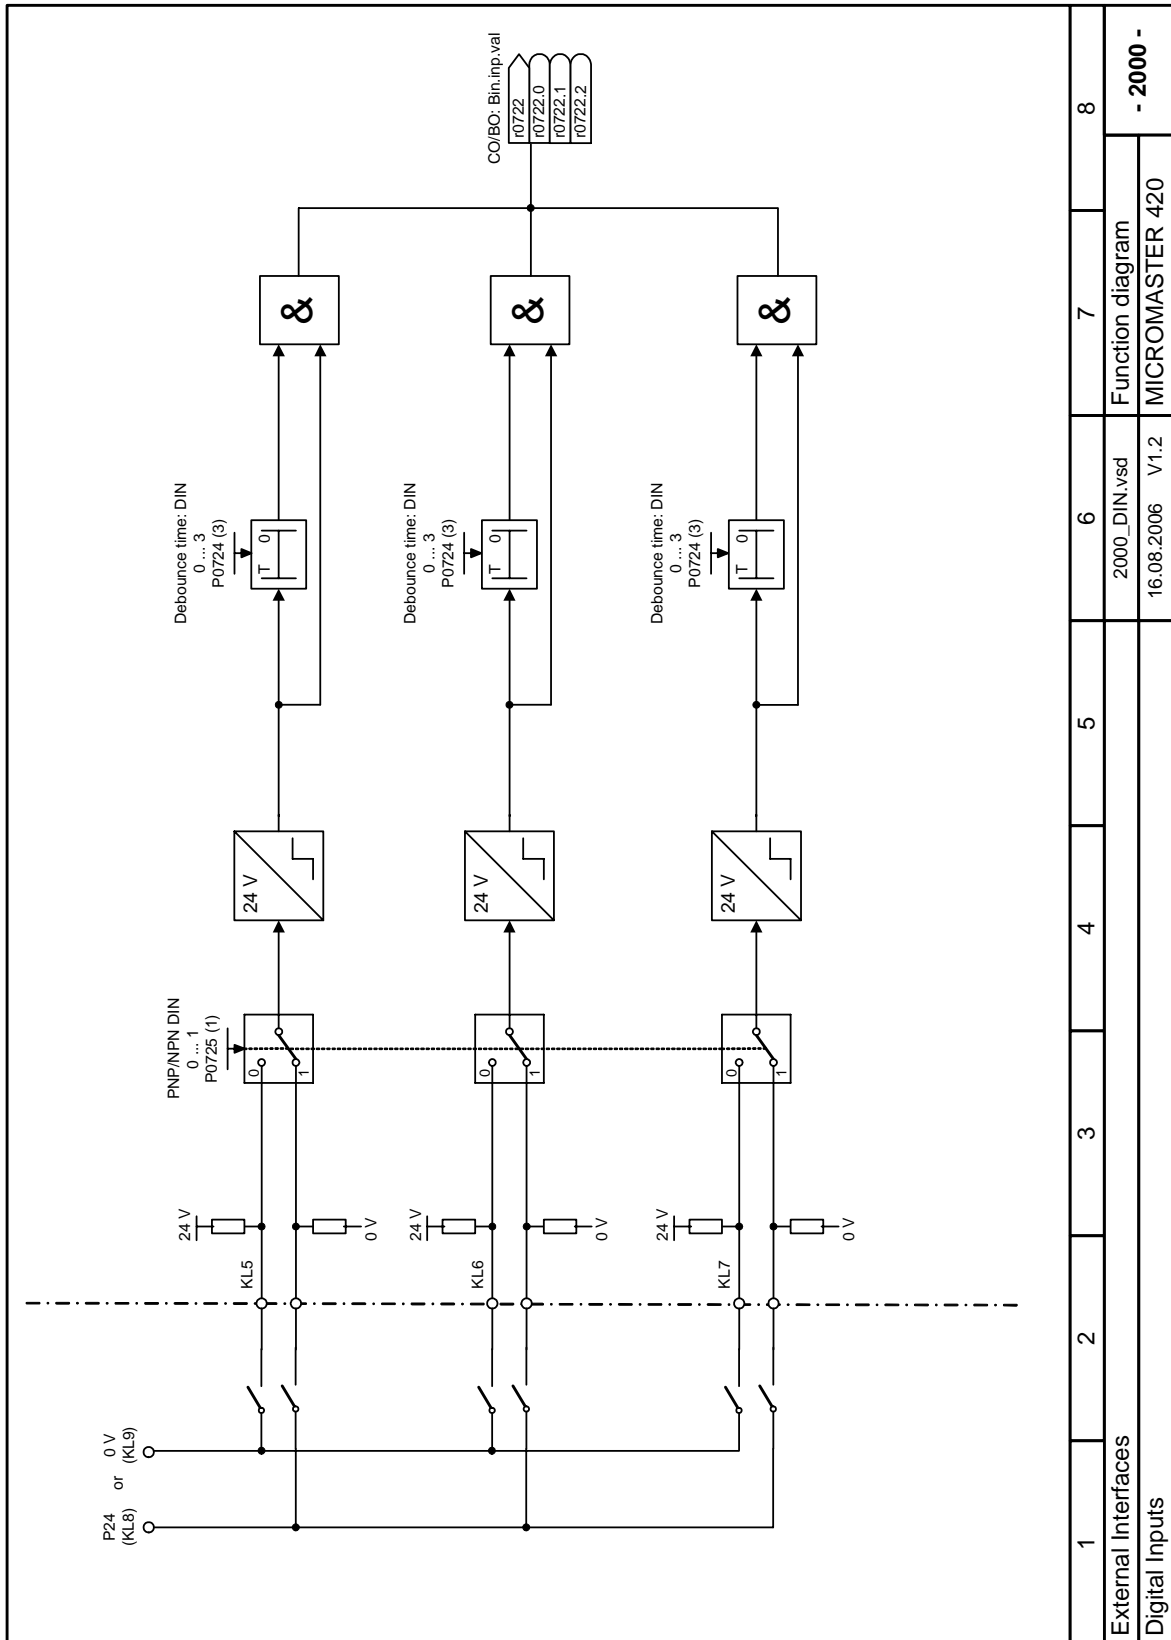 P24
(KL8)
or
0 V
(KL9)
PNP/NPN DIN
0 ... 1
P0725 (1)
Debounce time: DIN
0 ... 3
P0724 (3)
24 V
KL5
0 V
0
1
24 V
T 0
&
CO/BO: Bin.inp.val
r0722
r0722.0
r0722.1
r0722.2
Debounce time: DIN
0 ... 3
P0724 (3)
24 V
KL6
0 V
0
1
24 V
T 0
&
Debounce time: DIN
0 ... 3
P0724 (3)
24 V
KL7
0 V
0
1
24 V
T 0
&
1 2 3 4 5 6 7 8
External Interfaces 2000_DIN.vsd Function diagram - 2000 -
Digital Inputs 16.08.2006 V1.2 MICROMASTER 420